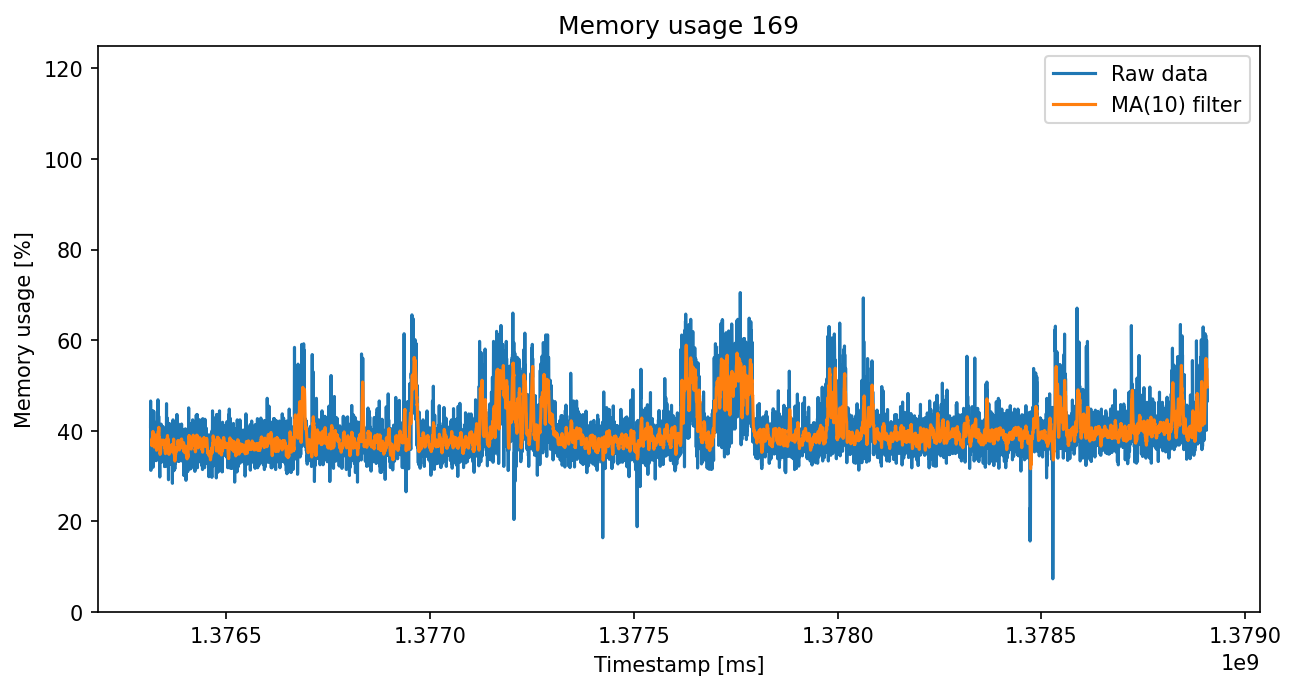 Memory usage 169
Raw data
MA(10) filter
Memory usage [%]
120
100
80
60
40
20
0
1.3765 1.3770 1.3775 1.3780 1.3785 1.3790
1e9
Timestamp [ms]